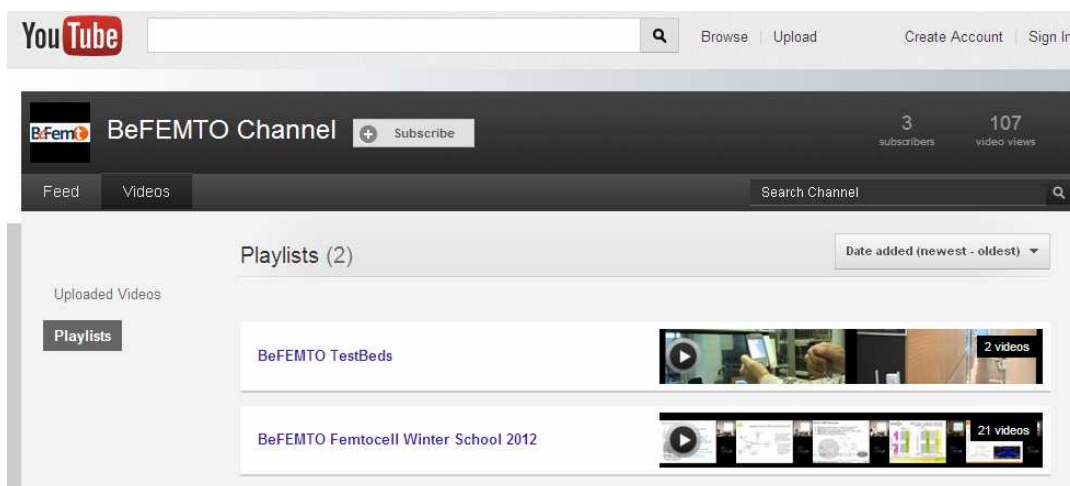 YouTube
Browse | Upload
Create Account | Sign In
BeFemto
BeFEMTO Channel
Subscribe
3
subscribers
107
video views
Feed
Videos
Search Channel
Playlists (2)
Date added (newest - oldest)
Uploaded Videos
Playlists
BeFEMTO TestBeds
2 videos
BeFEMTO Femtocell Winter School 2012
21 videos